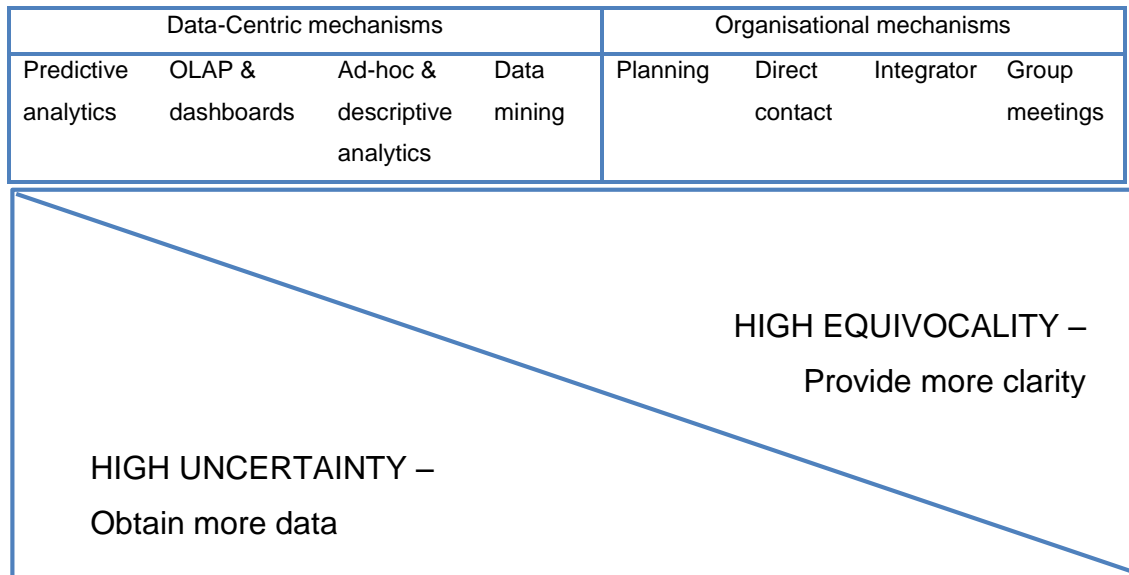 Data-Centric mechanisms
Organisational mechanisms
Predictive
analytics
OLAP &
dashboards
Ad-hoc &
descriptive
analytics
Data
mining
Planning
Direct
contact
Integrator
Group
meetings
HIGH EQUIVOCALITY –
Provide more clarity
HIGH UNCERTAINTY –
Obtain more data